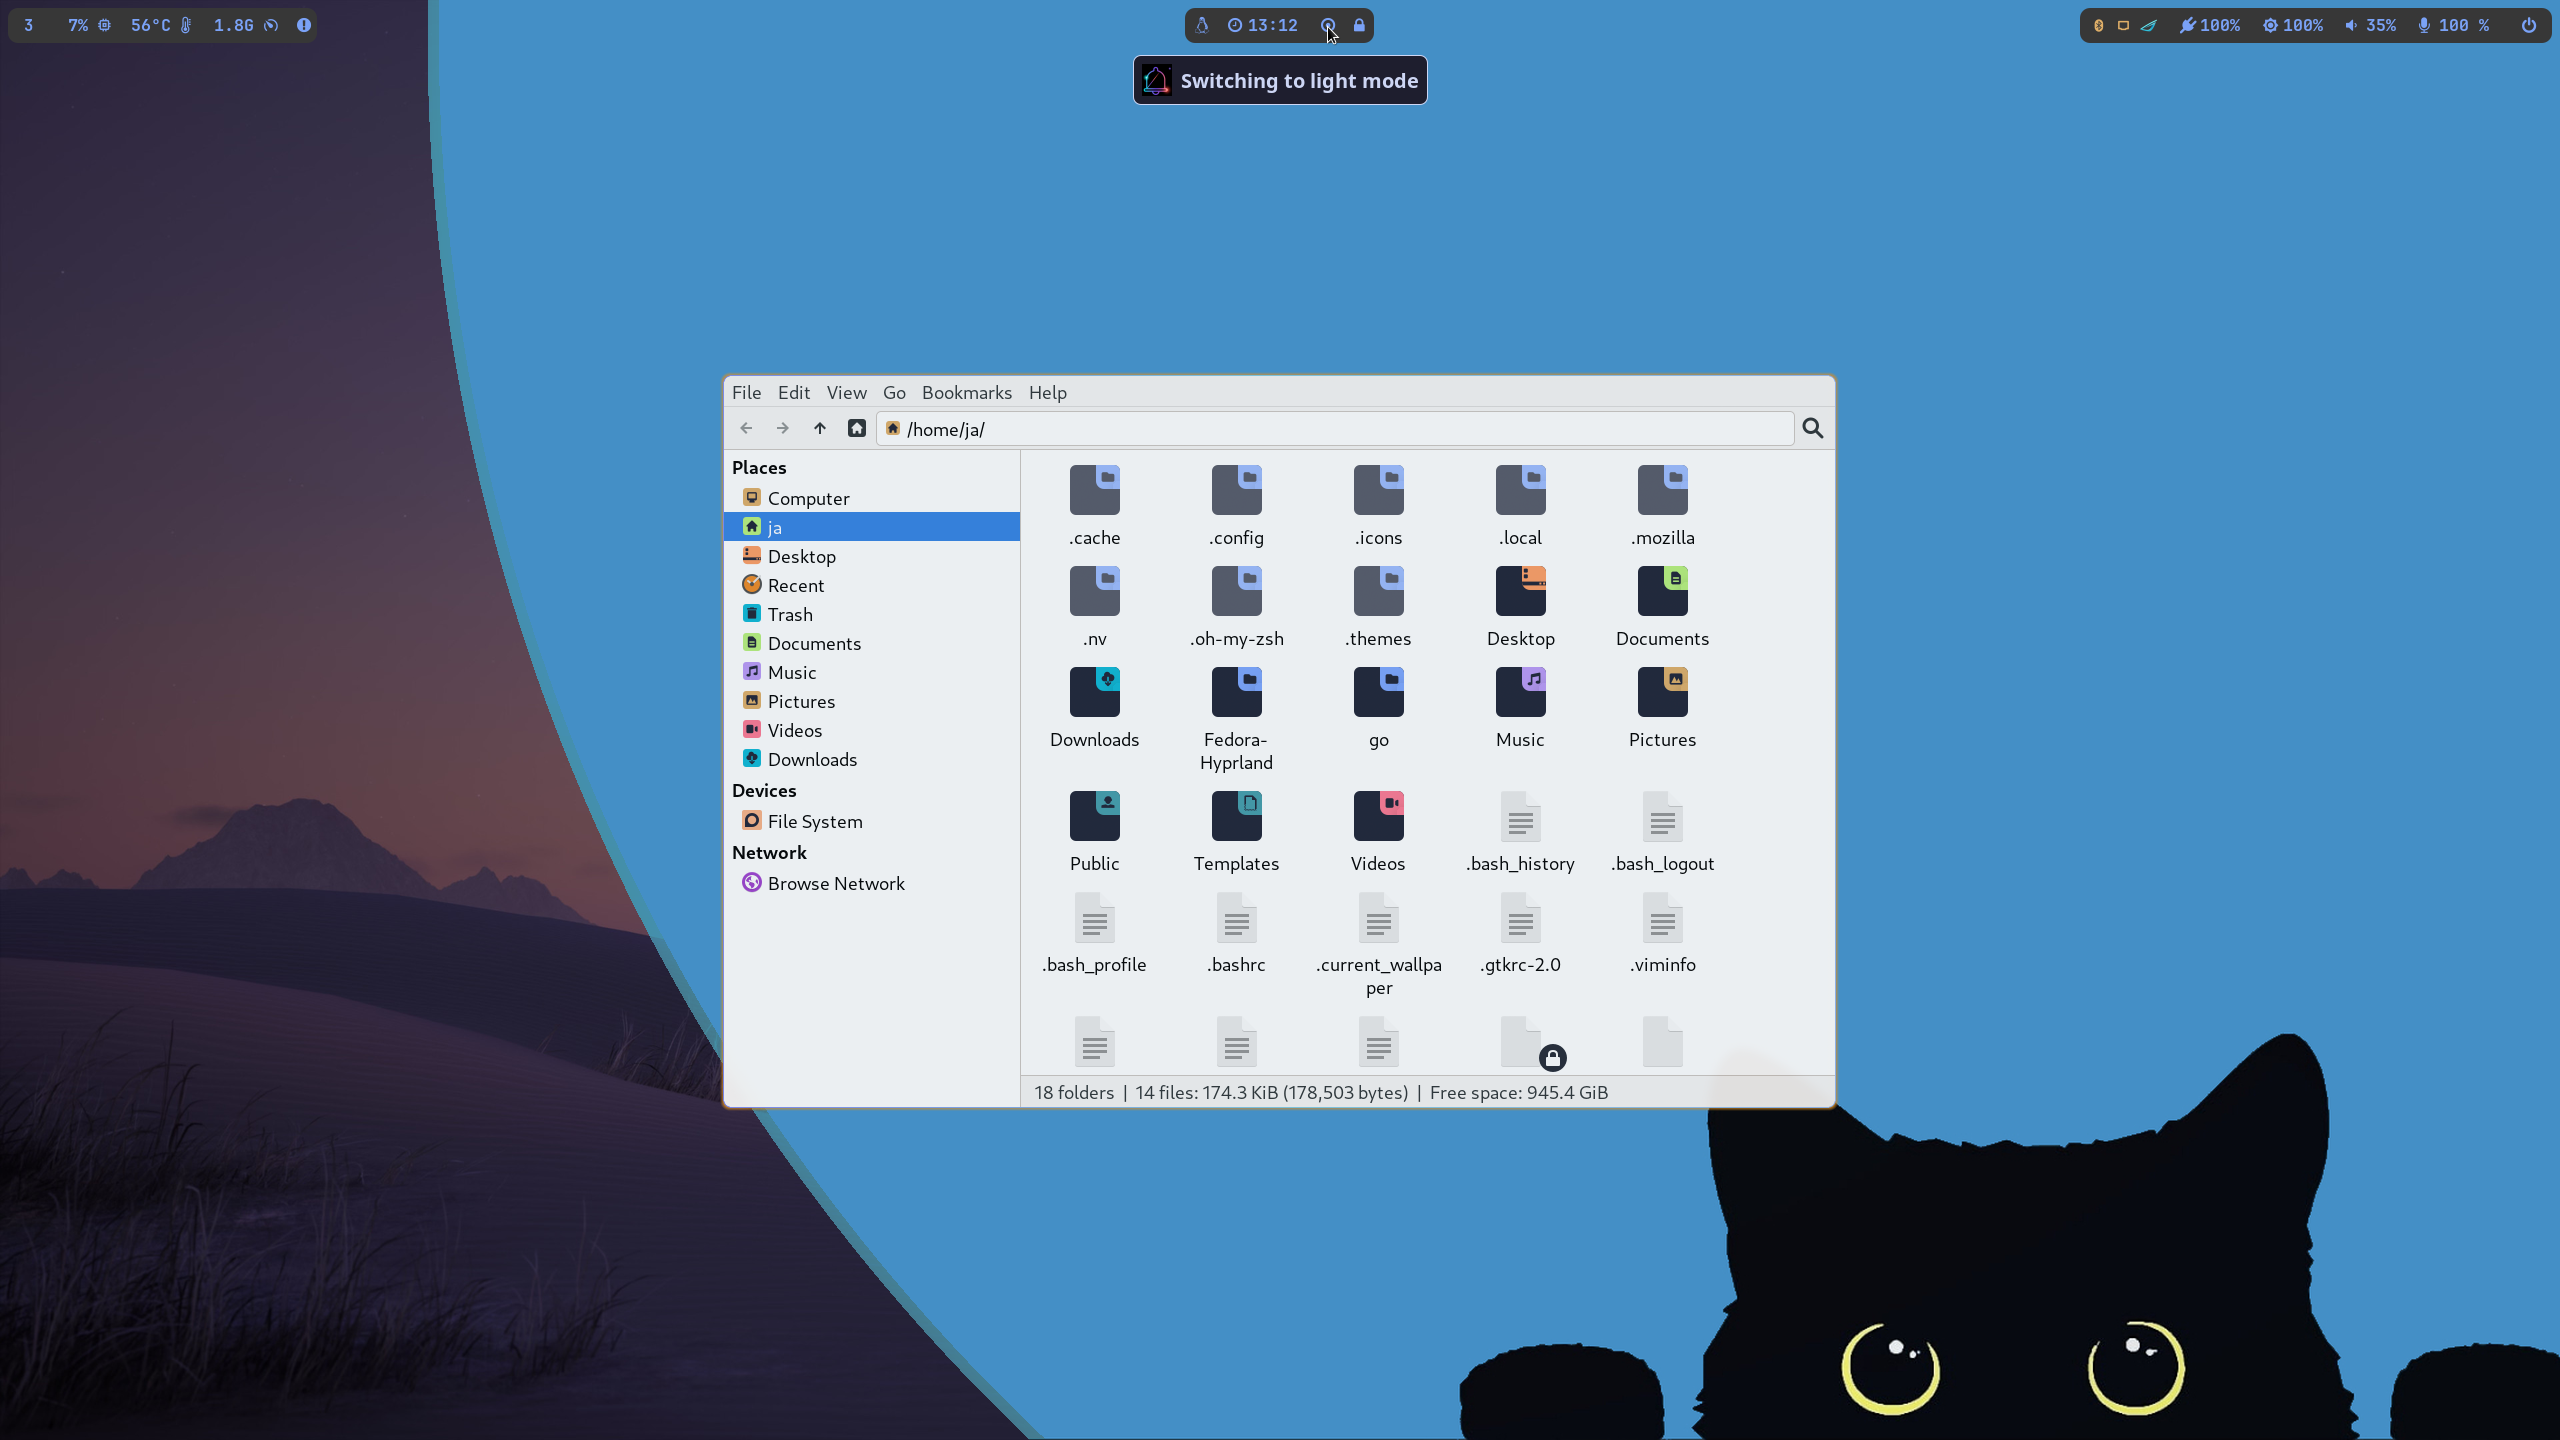 3 7% 56°C 1.8G
13:12
100% 100% 35% 100 %
Switching to light mode
File Edit View Go Bookmarks Help
/home/ja/
Places
Computer
ja
Desktop
Recent
Trash
Documents
Music
Pictures
Videos
Downloads
Devices
File System
Network
Browse Network
.cache .config .icons .local .mozilla
.nv .oh-my-zsh .themes Desktop Documents
Downloads Fedora- go Music Pictures
Hyprland
Public Templates Videos .bash_history .bash_logout
.bash_profile .bashrc .current_wallpa .gtkrc-2.0 .viminfo
per
18 folders | 14 files: 174.3 KiB (178,503 bytes) | Free space: 945.4 GiB